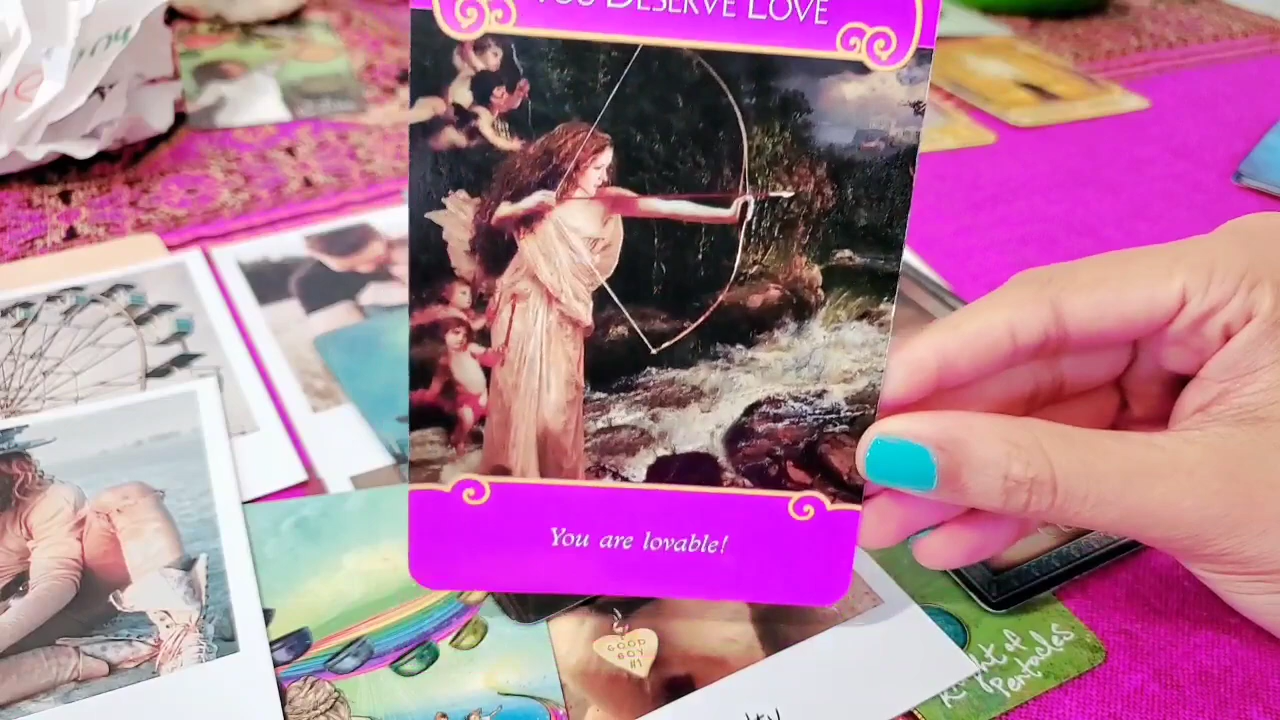 YOU DESERVE LOVE
You are lovable!
GOOD
BOY
#1
Knight of
Pentacles